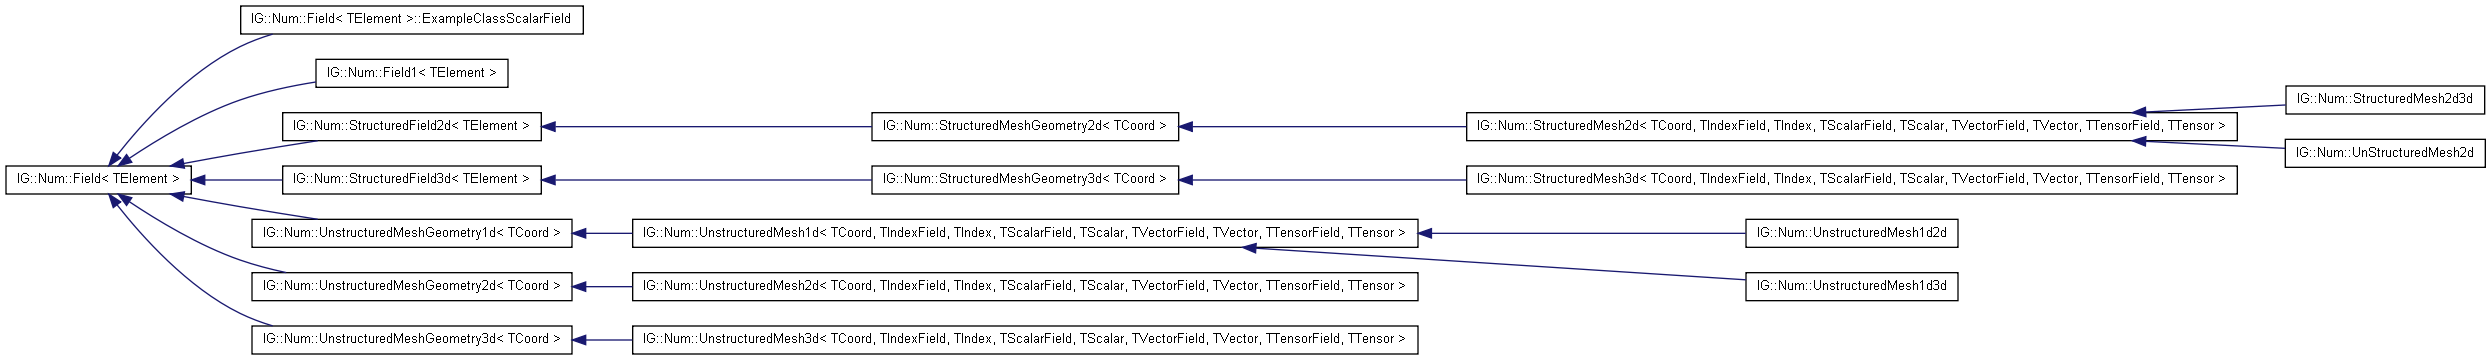 IG::Num::Field< TElement >::ExampleClassScalarField
IG::Num::Field1< TElement >
IG::Num::StructuredMesh2d3d
IG::Num::StructuredField2d< TElement >
IG::Num::StructuredMeshGeometry2d< TCoord >
IG::Num::StructuredMesh2d< TCoord, TIndexField, TIndex, TScalarField, TScalar, TVectorField, TVector, TTensorField, TTensor >
IG::Num::UnStructuredMesh2d
IG::Num::Field< TElement >
IG::Num::StructuredField3d< TElement >
IG::Num::StructuredMeshGeometry3d< TCoord >
IG::Num::StructuredMesh3d< TCoord, TIndexField, TIndex, TScalarField, TScalar, TVectorField, TVector, TTensorField, TTensor >
IG::Num::UnstructuredMeshGeometry1d< TCoord >
IG::Num::UnstructuredMesh1d< TCoord, TIndexField, TIndex, TScalarField, TScalar, TVectorField, TVector, TTensorField, TTensor >
IG::Num::UnstructuredMesh1d2d
IG::Num::UnstructuredMeshGeometry2d< TCoord >
IG::Num::UnstructuredMesh2d< TCoord, TIndexField, TIndex, TScalarField, TScalar, TVectorField, TVector, TTensorField, TTensor >
IG::Num::UnstructuredMesh1d3d
IG::Num::UnstructuredMeshGeometry3d< TCoord >
IG::Num::UnstructuredMesh3d< TCoord, TIndexField, TIndex, TScalarField, TScalar, TVectorField, TVector, TTensorField, TTensor >